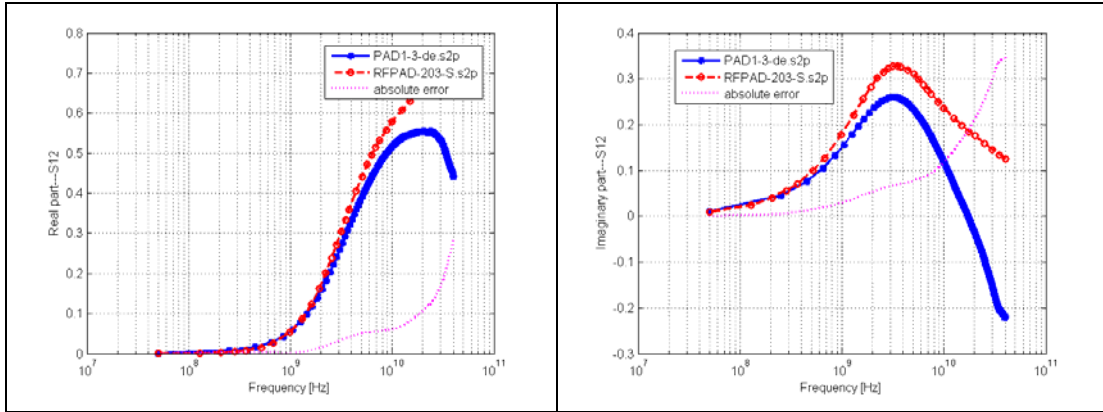 0.8
0.7
0.6
0.5
0.4
0.3
0.2
0.1
0
Real part---S12
PAD1-3-de.s2p
RFPAD-203-S.s2p
absolute error
10^7
10^8
10^9
10^10
10^11
Frequency [Hz]
0.4
0.3
0.2
0.1
0
-0.1
-0.2
-0.3
Imaginary part---S12
PAD1-3-de.s2p
RFPAD-203-S.s2p
absolute error
10^7
10^8
10^9
10^10
10^11
Frequency [Hz]